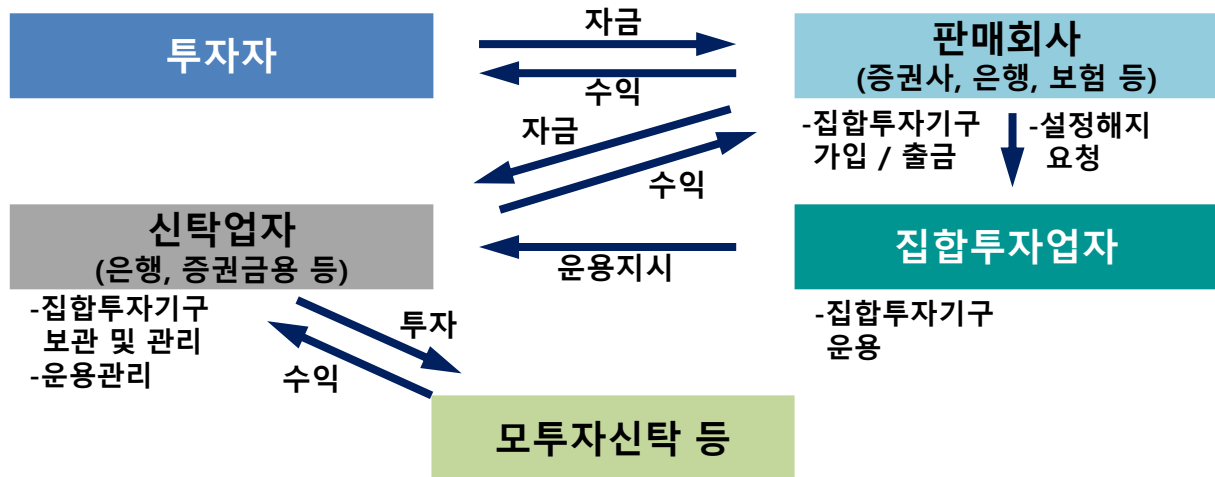 투자자
자금
수익
판매회사
(증권사, 은행, 보험 등)
자금
수익
-집합투자기구
가입 / 출금
-설정해지
요청
신탁업자
(은행, 증권금용 등)
운용지시
집합투자업자
-집합투자기구
보관 및 관리
-운용관리
투자
수익
-집합투자기구
운용
모투자신탁 등